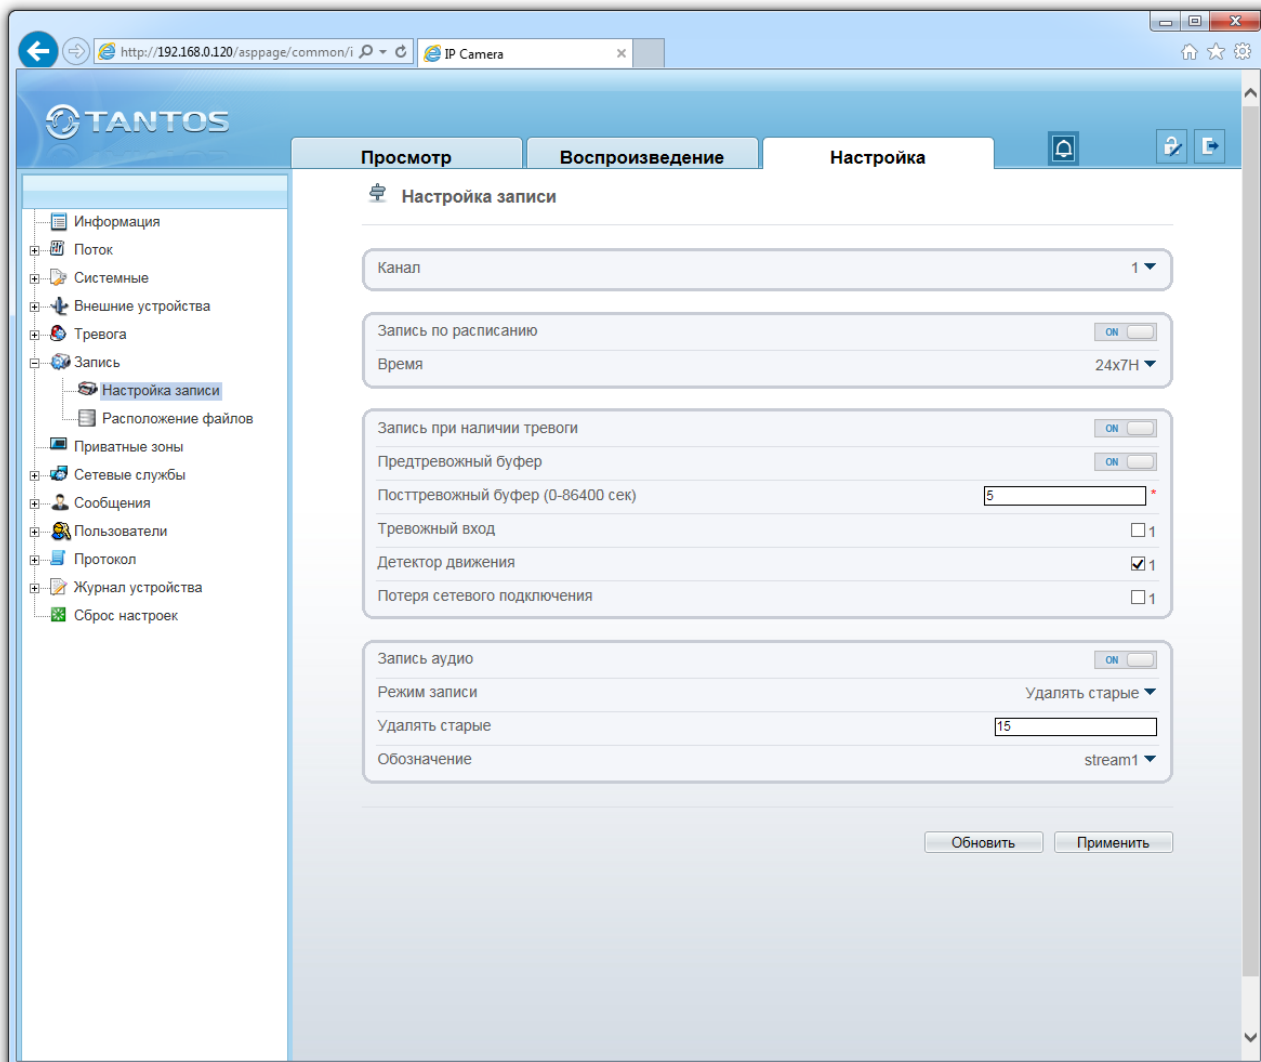 http://192.168.0.120/asppage/common/i
IP Camera
TANTOS
Просмотр
Воспроизведение
Настройка
Настройка записи
Информация
Поток
Системные
Внешние устройства
Тревога
Запись
Настройка записи
Расположение файлов
Приватные зоны
Сетевые службы
Сообщения
Пользователи
Протокол
Журнал устройства
Сброс настроек
Канал 1
Запись по расписанию ON
Время 24x7H
Запись при наличии тревоги ON
Предтревожный буфер ON
Посттревожный буфер (0-86400 сек) 5 *
Тревожный вход 1
Детектор движения 1
Потеря сетевого подключения 1
Запись аудио ON
Режим записи Удалять старые
Удалять старые 15
Обозначение stream1
Обновить Применить